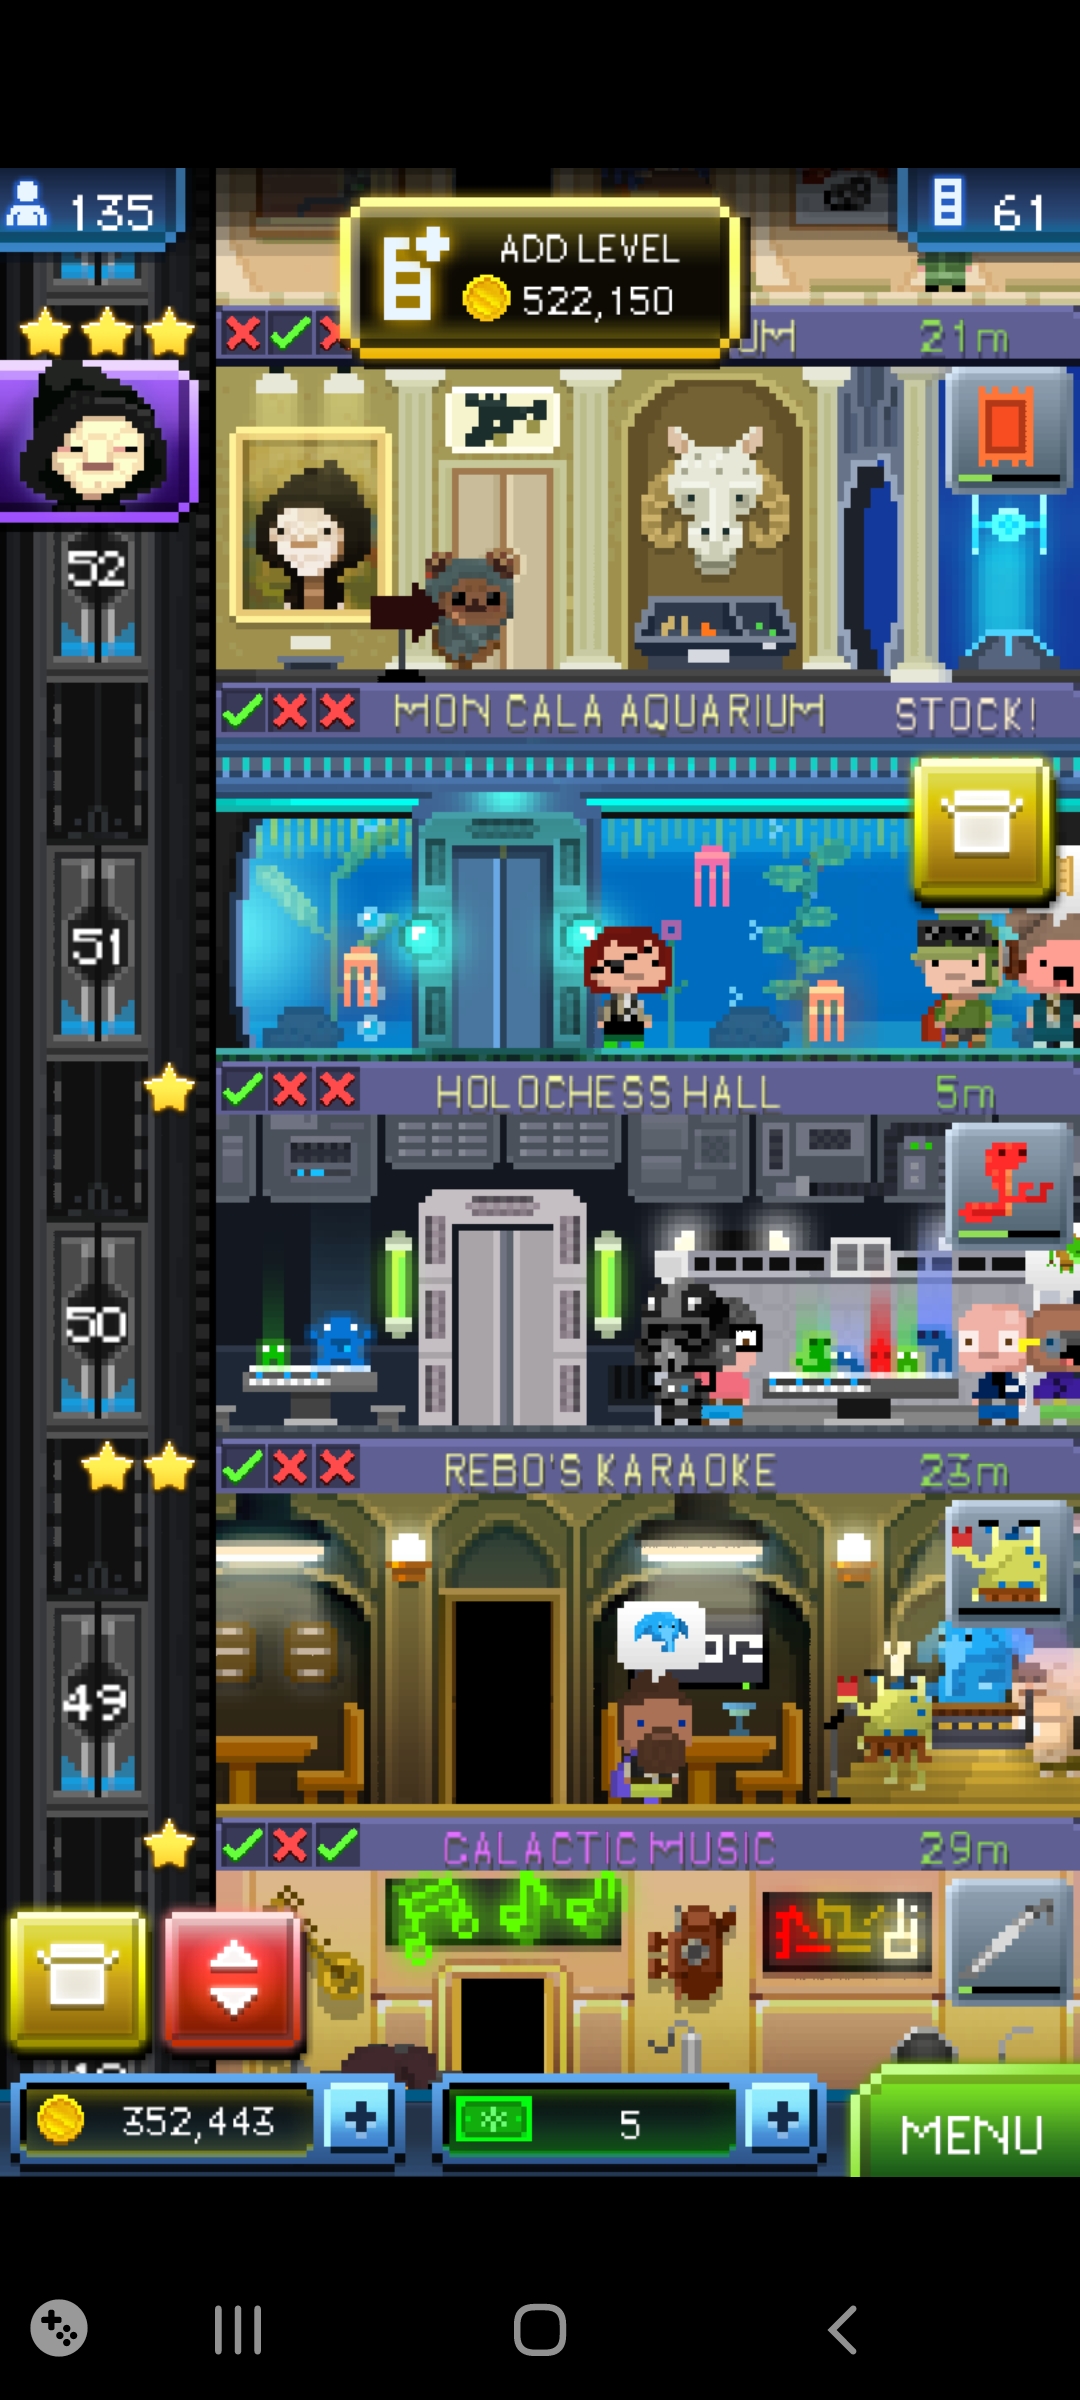 135
61
ADD LEVEL
522,150
UM 21m
52
MON CALA AQUARIUM STOCK!
51
HOLOCHESS HALL 5m
50
REBO'S KARAOKE 23m
49
GALACTIC MUSIC 29m
352,443
5
MENU